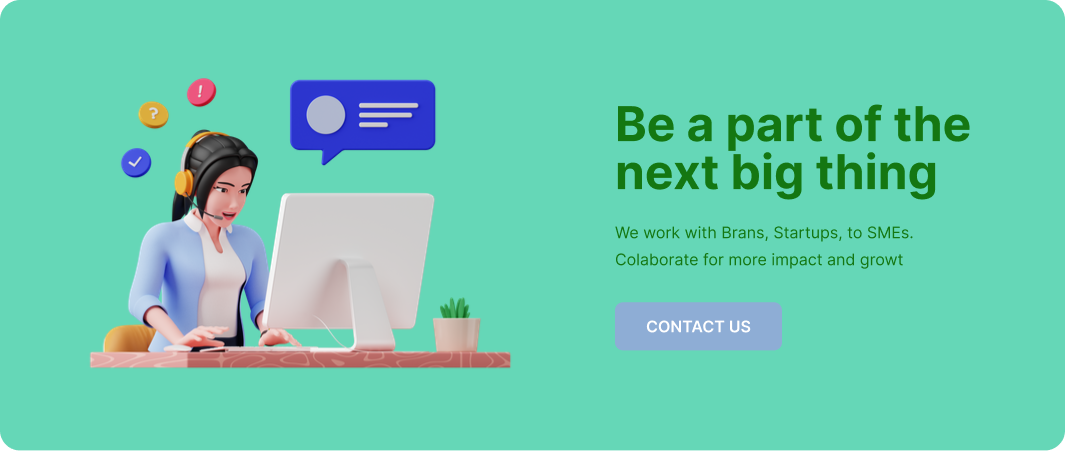 ?
!
Be a part of the
next big thing
We work with Brans, Startups, to SMEs.
Colaborate for more impact and growt
CONTACT US